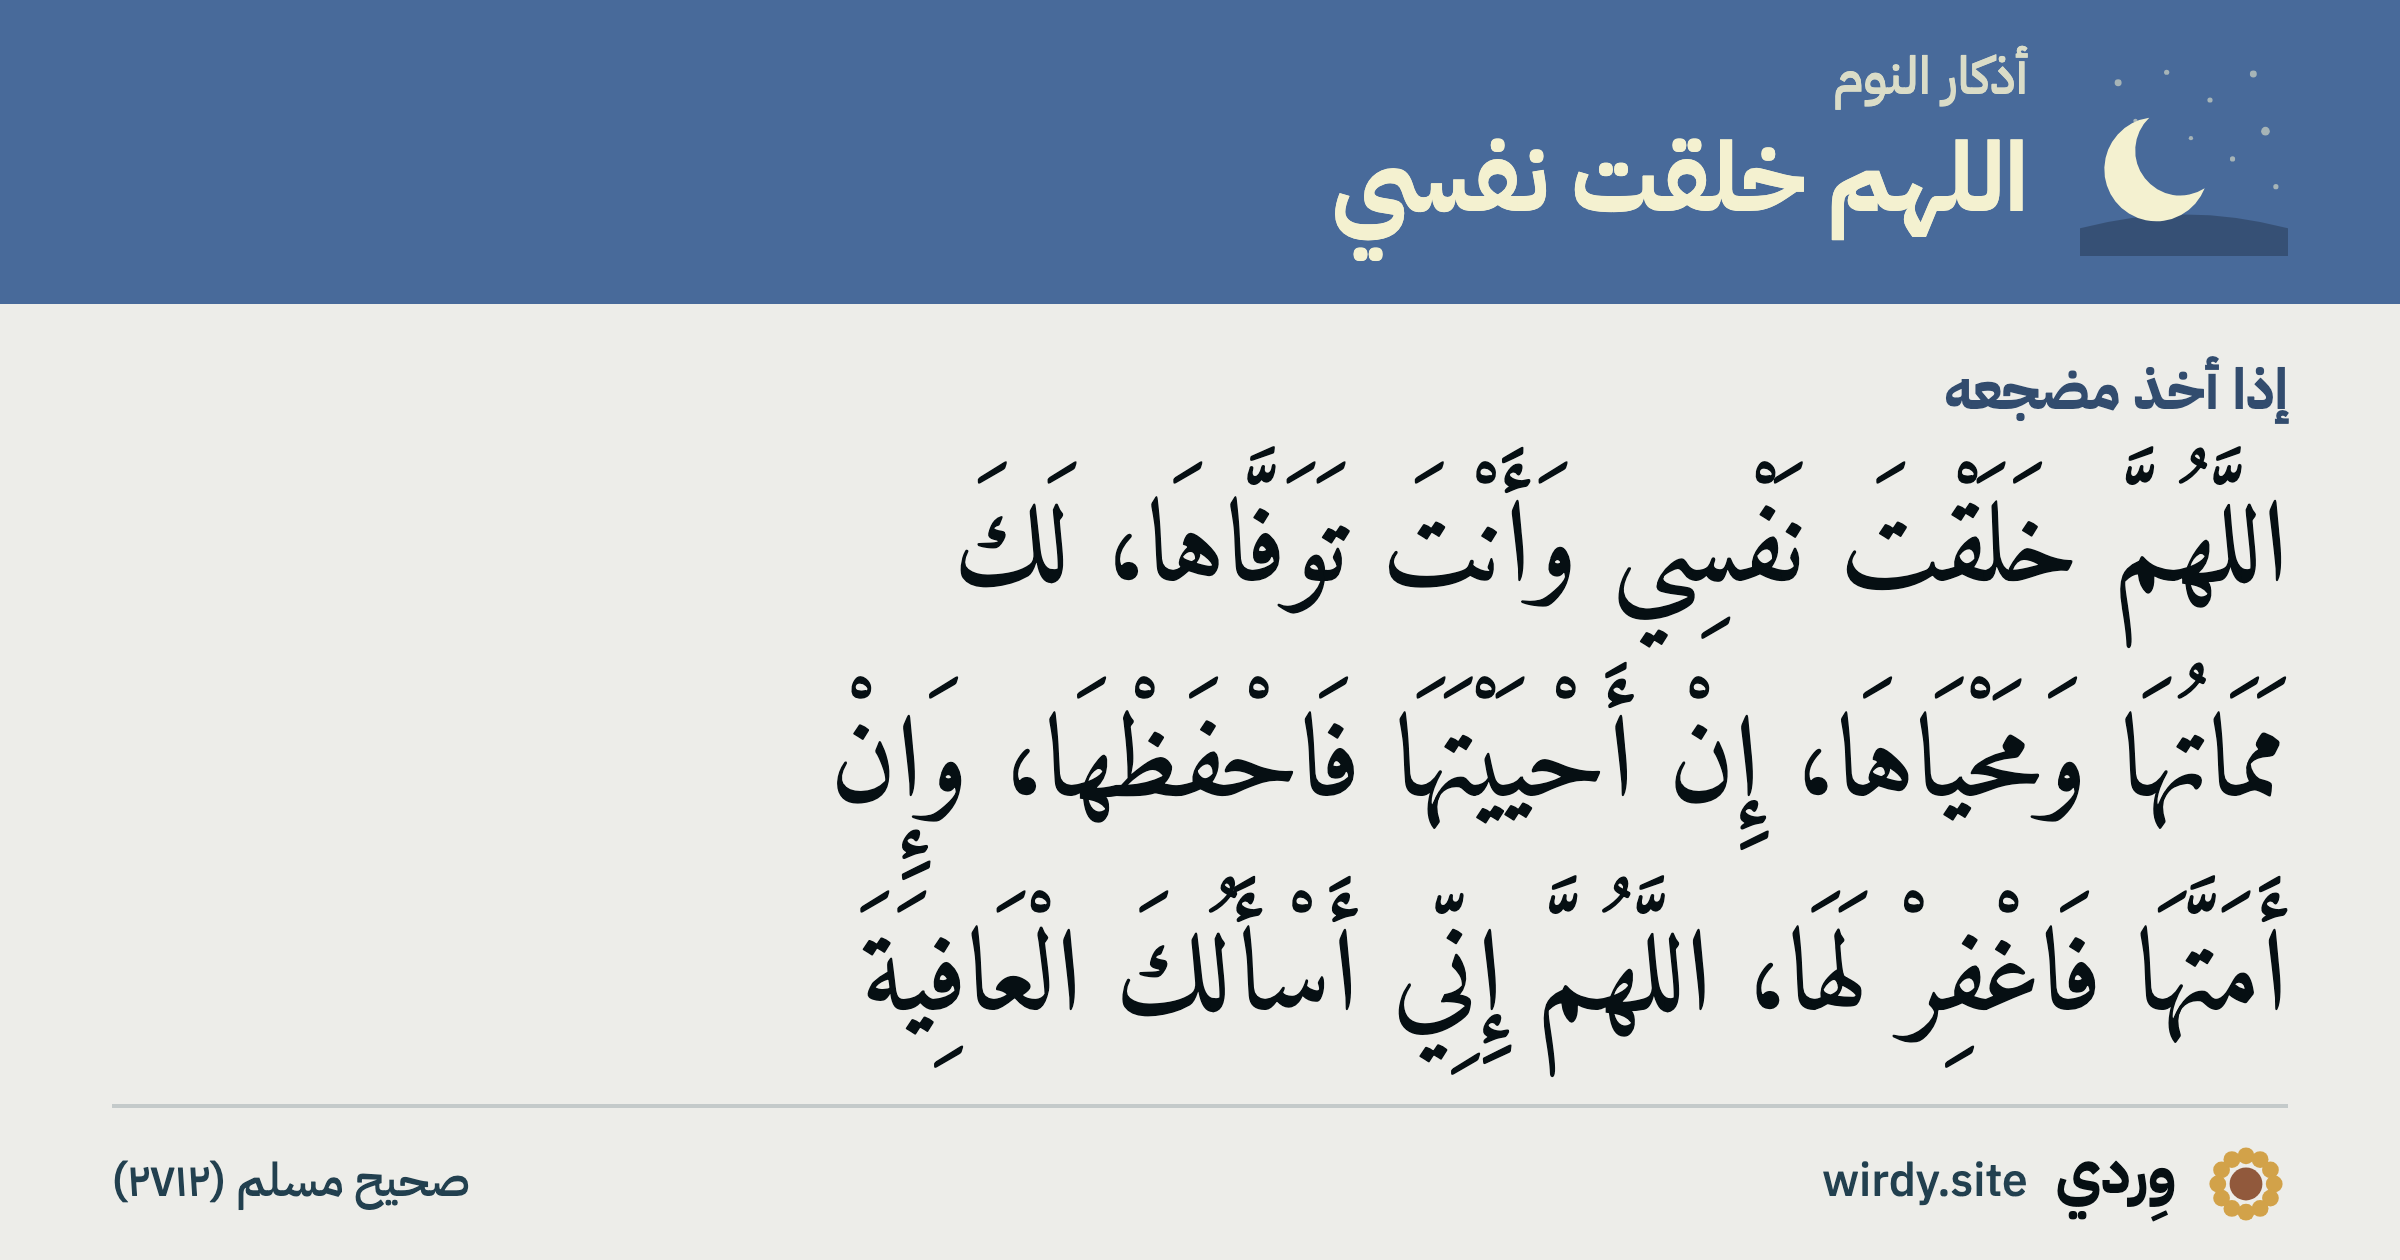 أذكار النوم
اللهم خلقت نفسي
إذا أخذ مضجعه
اللَّهُمَّ خَلَقْتَ نَفْسِي وَأَنْتَ تَوَفَّاهَا، لَكَ
مَمَاتُهَا وَمَحْيَاهَا، إِنْ أَحْيَيْتَهَا فَاحْفَظْهَا، وَإِنْ
أَمَتَّهَا فَاغْفِرْ لَهَا، اللَّهُمَّ إِنِّي أَسْأَلُكَ الْعَافِيَةَ
وِردي wirdy.site
صحيح مسلم (٢٧١٢)